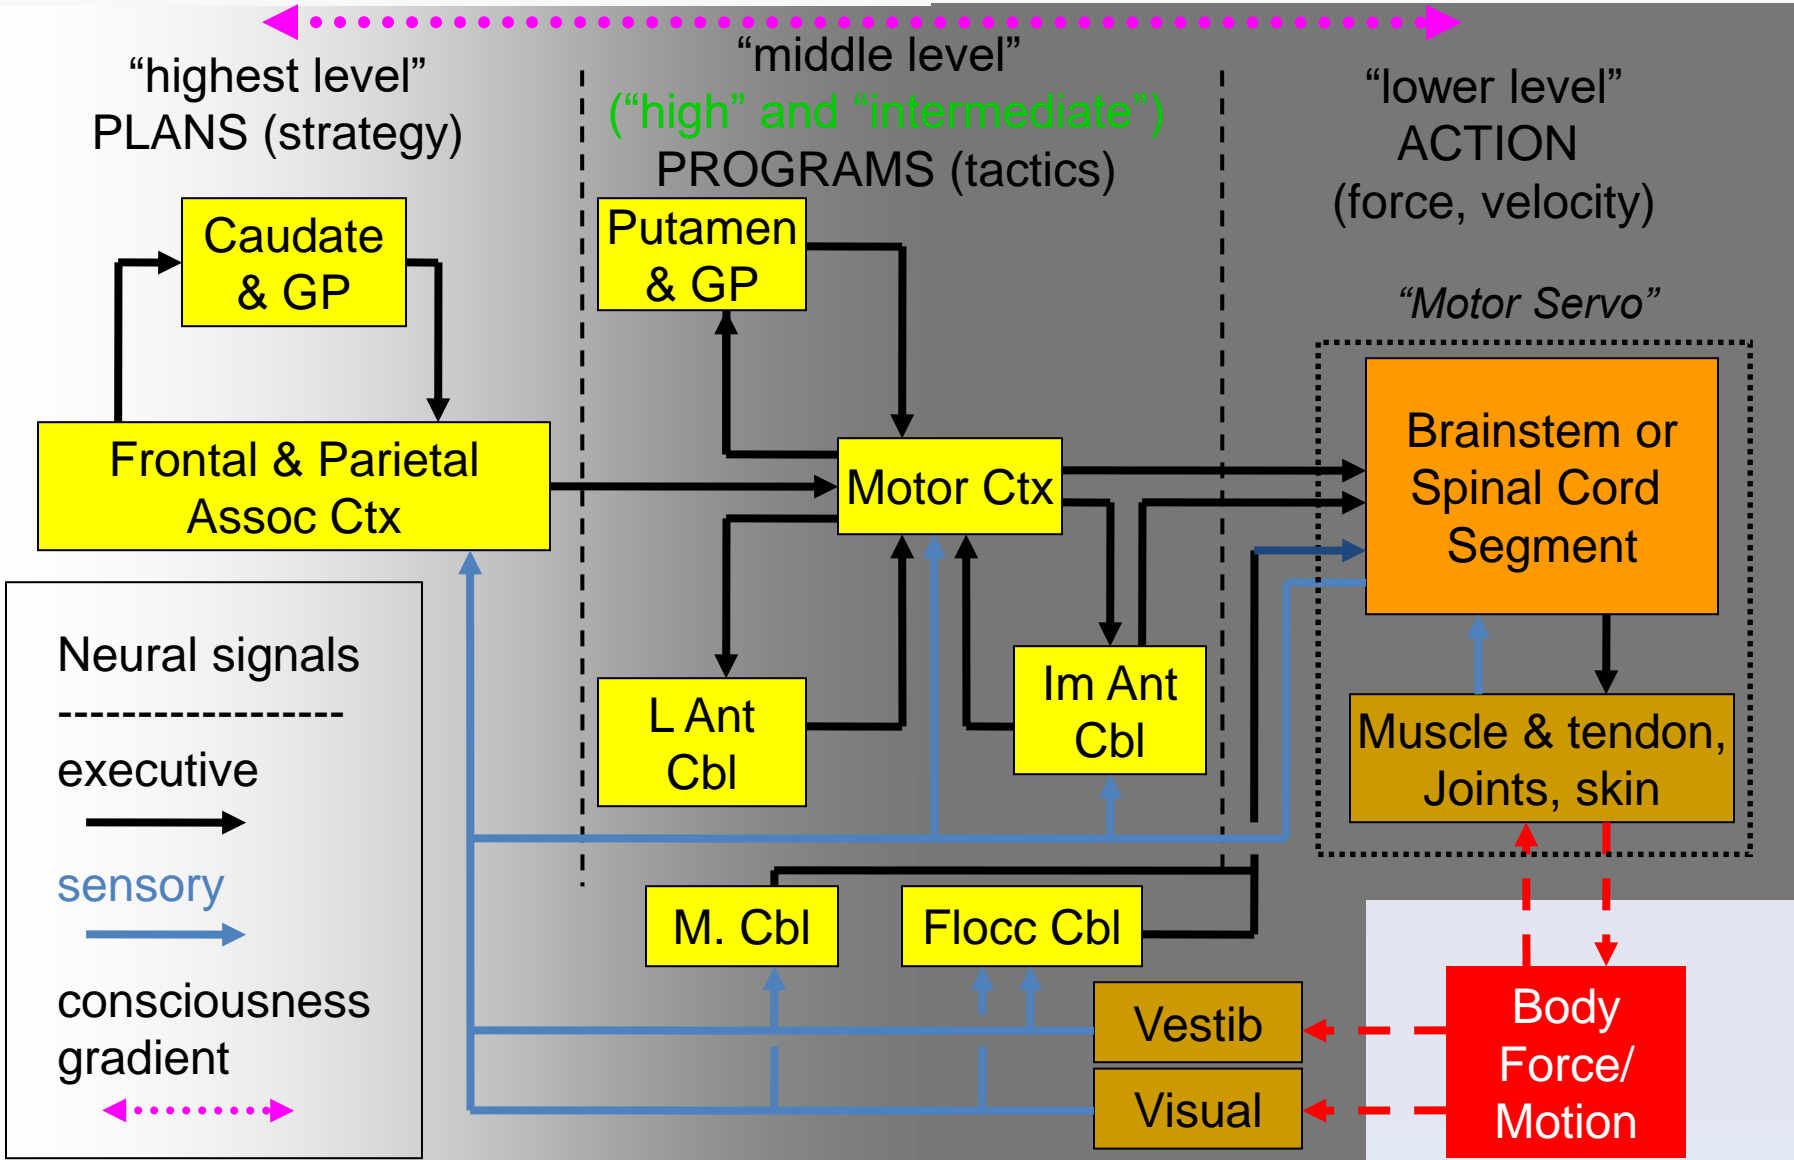 “highest level”
PLANS (strategy)
“middle level”
(“high” and “intermediate”)
PROGRAMS (tactics)
“lower level”
ACTION
(force, velocity)
Caudate
& GP
Putamen
& GP
“Motor Servo”
Frontal & Parietal
Assoc Ctx
Motor Ctx
Brainstem or
Spinal Cord
Segment
L Ant
Cbl
Im Ant
Cbl
Muscle & tendon,
Joints, skin
M. Cbl
Flocc Cbl
Vestib
Visual
Body
Force/
Motion
Neural signals
------------------
executive
sensory
consciousness
gradient